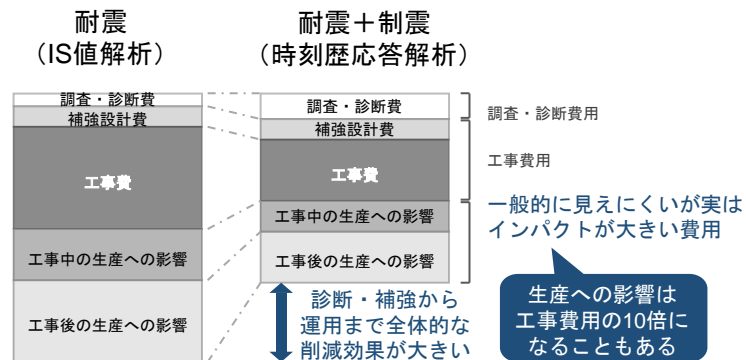 耐震
（IS値解析）
耐震＋制震
（時刻歴応答解析）
調査・診断費
補強設計費
工事費
工事中の生産への影響
工事後の生産への影響
調査・診断費
補強設計費
工事費
工事中の生産への影響
工事後の生産への影響
調査・診断費用
工事費用
一般的に見えにくいが実は
インパクトが大きい費用
生産への影響は
工事費用の10倍に
なることもある
診断・補強から
運用まで全体的な
削減効果が大きい